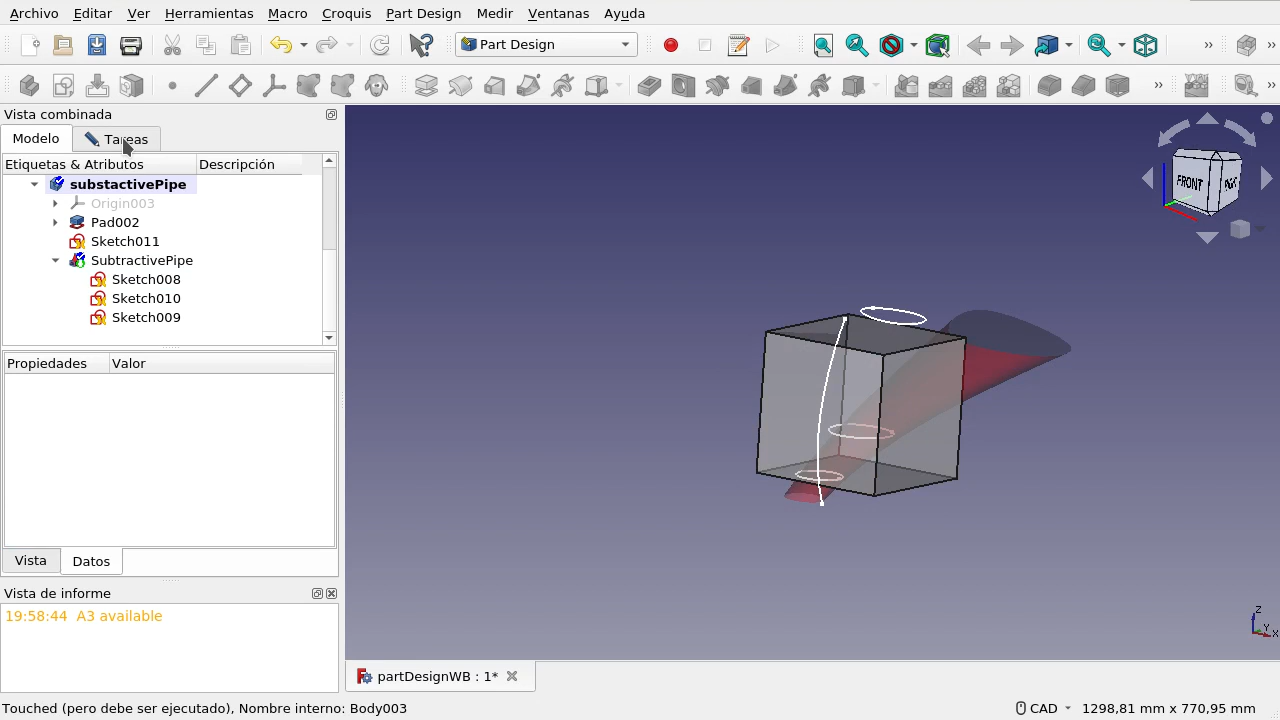 Archivo Editar Ver Herramientas Macro Croquis Part Design Medir Ventanas Ayuda
Part Design
Vista combinada
Modelo Tareas
Etiquetas & Atributos Descripción
substactivePipe
Origin003
Pad002
Sketch011
SubtractivePipe
Sketch008
Sketch010
Sketch009
Propiedades Valor
Vista Datos
Vista de informe
19:58:44 A3 available
FRONT
Z
Y
X
partDesignWB : 1*
Touched (pero debe ser ejecutado), Nombre interno: Body003
CAD 1298,81 mm x 770,95 mm